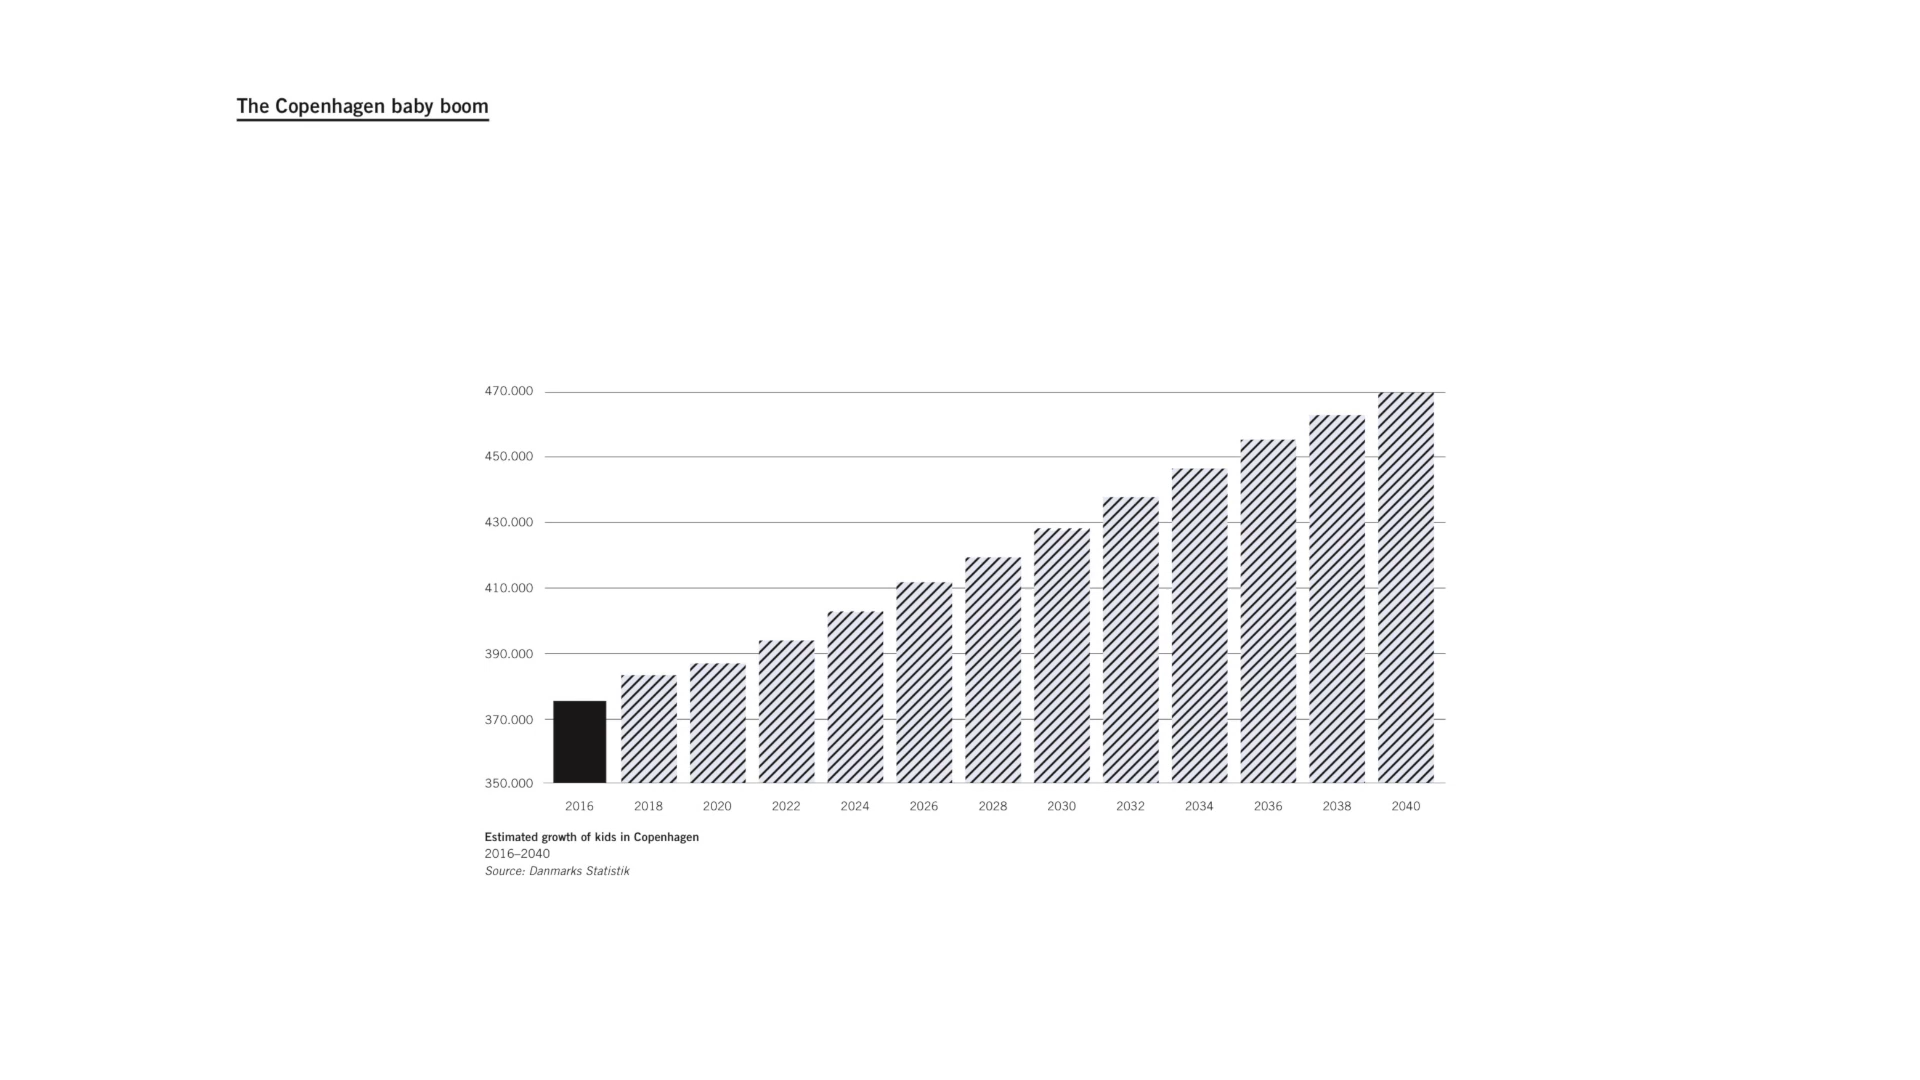 The Copenhagen baby boom
470.000
450.000
430.000
410.000
390.000
370.000
350.000
2016 2018 2020 2022 2024 2026 2028 2030 2032 2034 2036 2038 2040
Estimated growth of kids in Copenhagen
2016–2040
Source: Danmarks Statistik